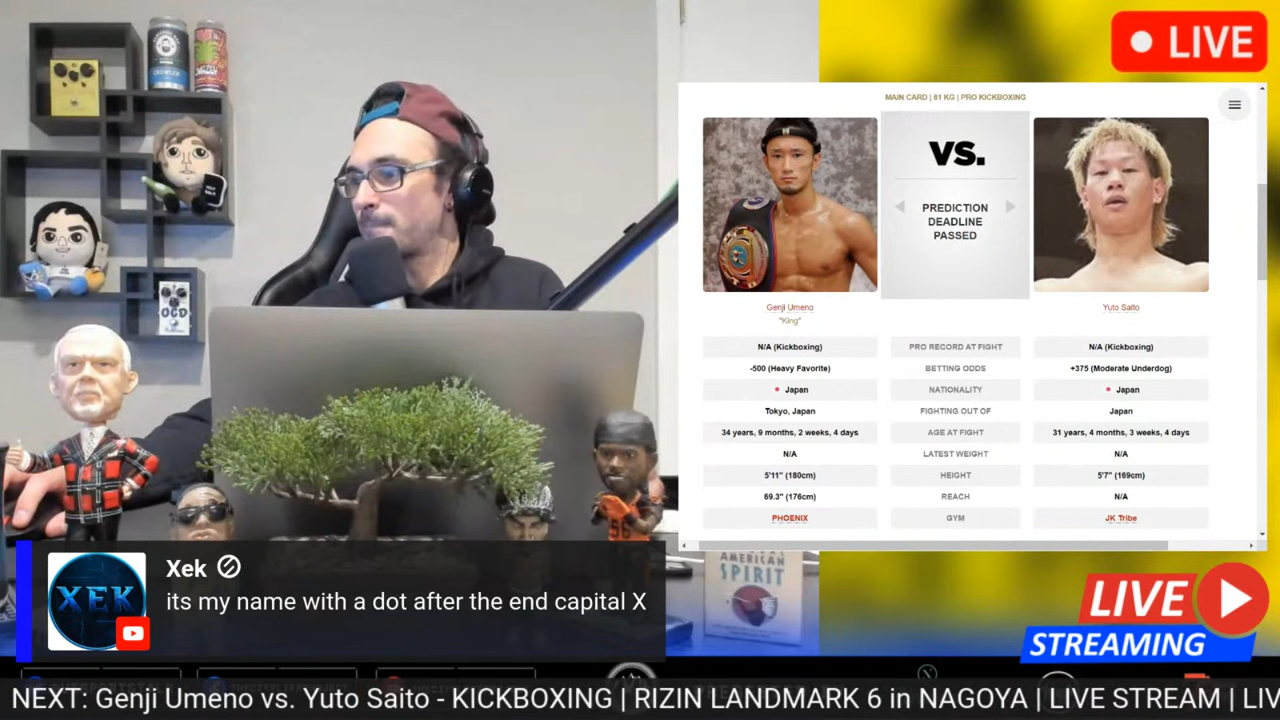 LIVE
MAIN CARD | 61 KG | PRO KICKBOXING
VS.
PREDICTION
DEADLINE
PASSED
Genji Umeno
"King"
Yuto Saito
N/A (Kickboxing) PRO RECORD AT FIGHT N/A (Kickboxing)
-500 (Heavy Favorite) BETTING ODDS +375 (Moderate Underdog)
Japan NATIONALITY Japan
Tokyo, Japan FIGHTING OUT OF Japan
34 years, 9 months, 2 weeks, 4 days AGE AT FIGHT 31 years, 4 months, 3 weeks, 4 days
N/A LATEST WEIGHT N/A
5'11" (180cm) HEIGHT 5'7" (169cm)
69.3" (176cm) REACH N/A
PHOENIX GYM JK Tribe
CROWLER
OCD
AMERICAN
SPIRIT
XEK
Xek
its my name with a dot after the end capital X
LIVE
STREAMING
NEXT: Genji Umeno vs. Yuto Saito - KICKBOXING | RIZIN LANDMARK 6 in NAGOYA | LIVE STREAM | LIV